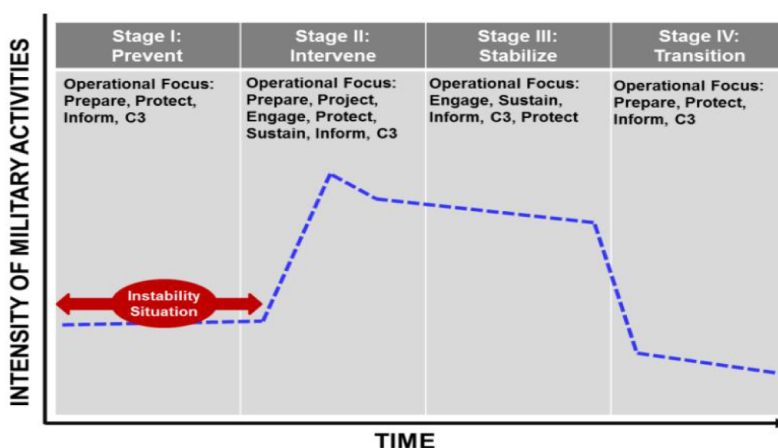 Stage I:
Prevent
Stage II:
Intervene
Stage III:
Stabilize
Stage IV:
Transition
Operational Focus:
Prepare, Protect,
Inform, C3
Operational Focus:
Prepare, Project,
Engage, Protect,
Sustain, Inform, C3
Operational Focus:
Engage, Sustain,
Inform, C3, Protect
Operational Focus:
Prepare, Protect,
Inform, C3
INTENSITY OF MILITARY ACTIVITIES
Instability
Situation
TIME